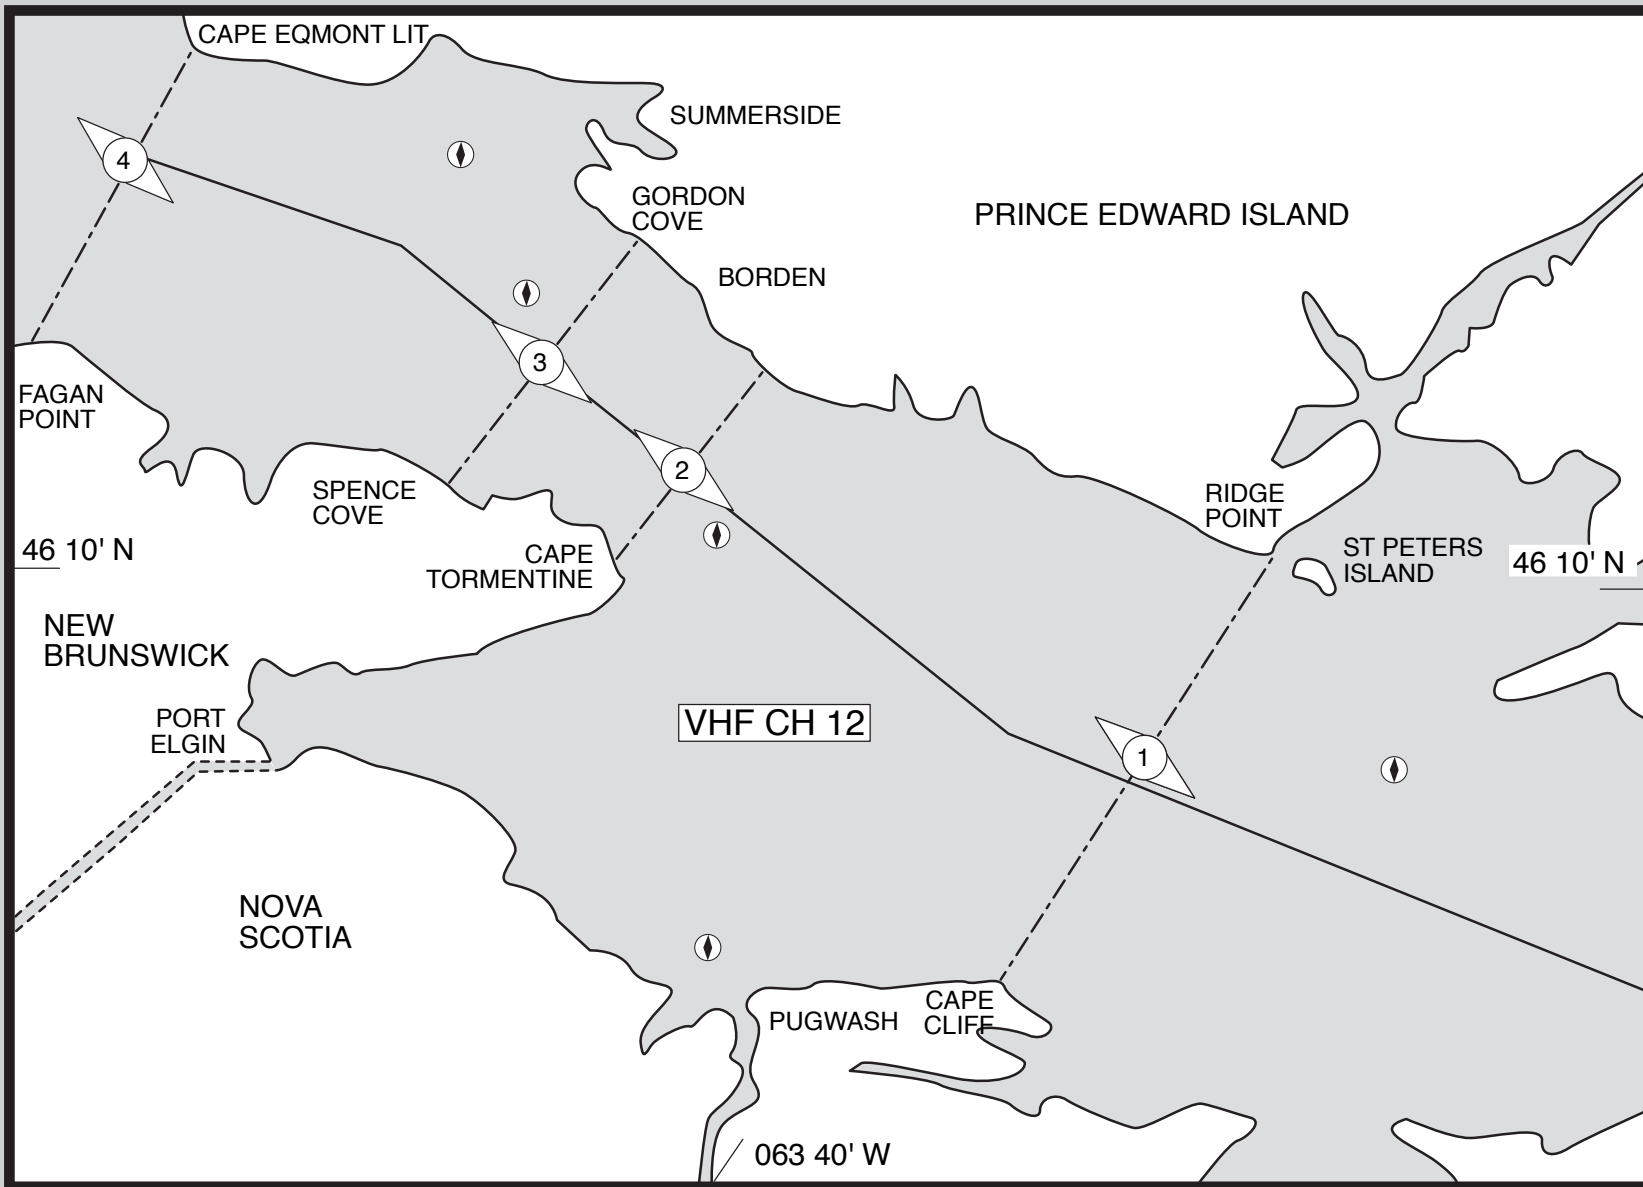 CAPE EQMONT LIT
SUMMERSIDE
4
GORDON
COVE
PRINCE EDWARD ISLAND
BORDEN
3
FAGAN
POINT
2
SPENCE
COVE
RIDGE
POINT
46 10' N
CAPE
TORMENTINE
ST PETERS
ISLAND
46 10' N
NEW
BRUNSWICK
PORT
ELGIN
VHF CH 12
1
NOVA
SCOTIA
PUGWASH
CAPE
CLIFF
063 40' W